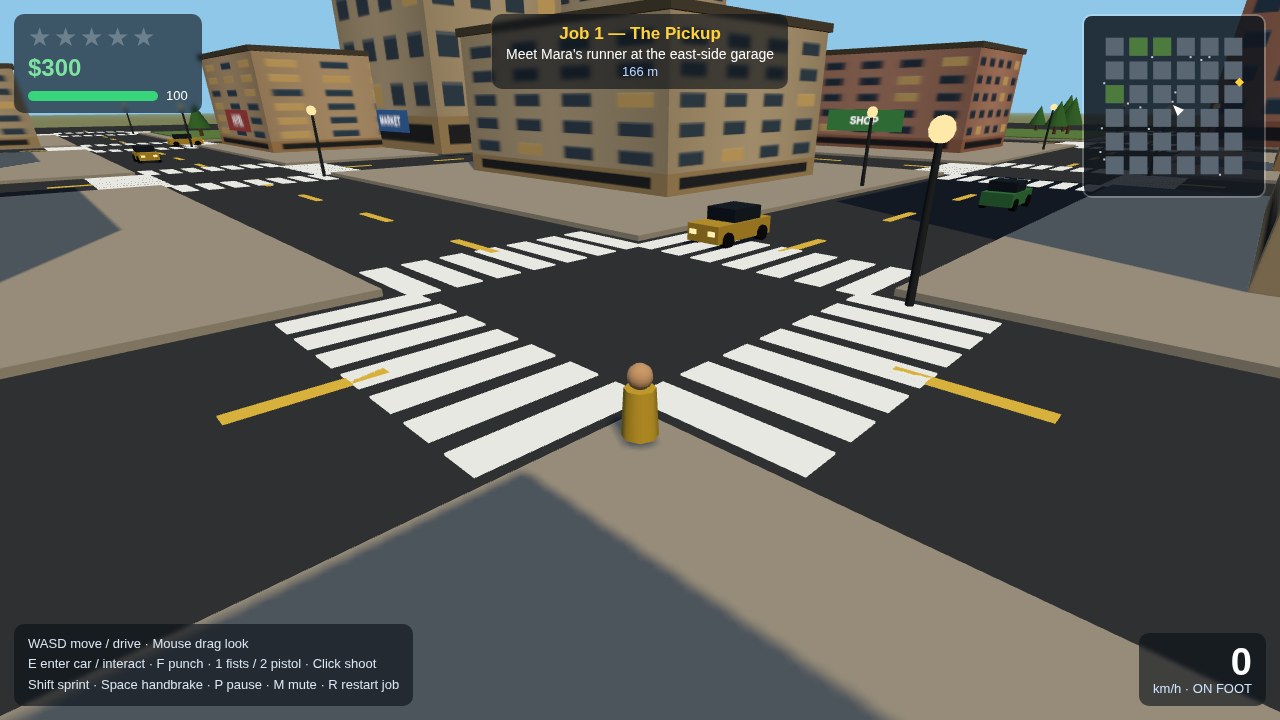 $300
100
Job 1 — The Pickup
Meet Mara's runner at the east-side garage
166 m
MARKET
SHOP
WASD move / drive · Mouse drag look
E enter car / interact · F punch · 1 fists / 2 pistol · Click shoot
Shift sprint · Space handbrake · P pause · M mute · R restart job
0
km/h · ON FOOT